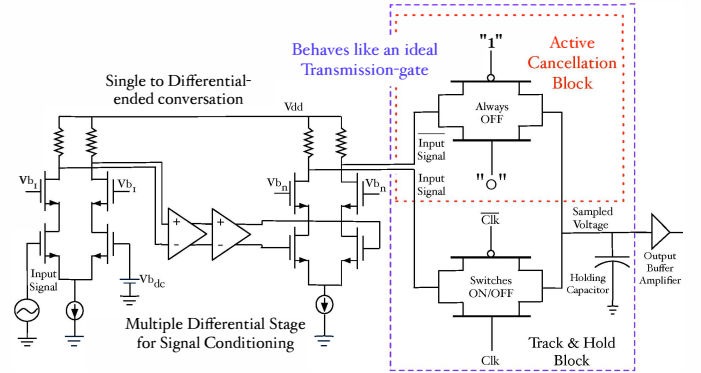 Behaves like an ideal
Transmission-gate
"1"
Active
Cancellation
Block
Single to Differential-
ended conversation
Vdd
Always
OFF
Input
Signal
Input
Signal
"0"
Vb1
Vb1
Vbn
Vbn
+
-
+
-
Clk
Sampled
Voltage
Input
Signal
Vbdc
Switches
ON/OFF
Holding
Capacitor
Output
Buffer
Amplifier
Multiple Differential Stage
for Signal Conditioning
Track & Hold
Block
Clk